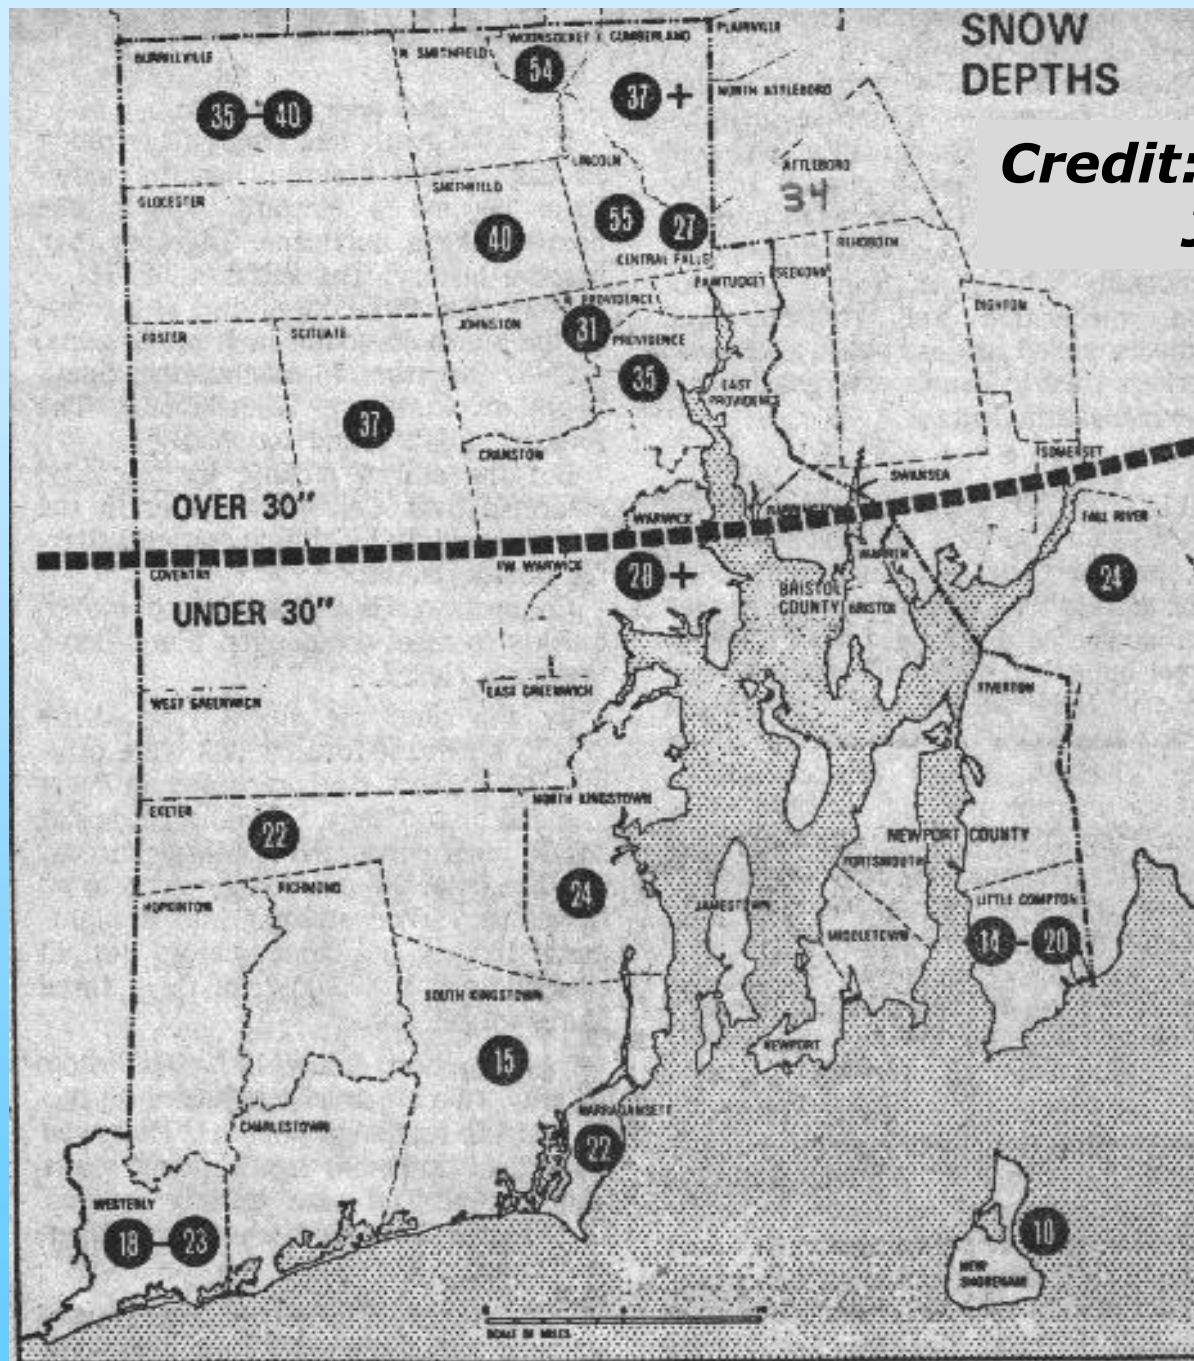 SNOW
DEPTHS
Credit:
WOONSOCKET
CUMBERLAND
PLAINVILLE
BURRILLVILLE
N SMITHFIELD
54
37+
NORTH ATTLEBORO
35-40
LINCOLN
ATTLEBORO
34
SMITHFIELD
GLOCESTER
55
27
40
REHOBOTH
CENTRAL FALLS
SEEKONK
PAWTUCKET
N PROVIDENCE
DIGHTON
FOSTER
SCITUATE
JOHNSTON
31
PROVIDENCE
35
EAST
PROVIDENCE
37
CRANSTON
SOMERSET
SWANSEA
OVER 30"
WARWICK
BARRINGTON
FALL RIVER
WARREN
COVENTRY
W. WARWICK
28+
24
BRISTOL
COUNTY
BRISTOL
UNDER 30"
WEST GREENWICH
EAST GREENWICH
TIVERTON
EXETER
NORTH KINGSTOWN
22
NEWPORT COUNTY
PORTSMOUTH
HOPKINTON
RICHMOND
24
JAMESTOWN
LITTLE COMPTON
MIDDLETOWN
-20
SOUTH KINGSTOWN
NEWPORT
15
CHARLESTOWN
NARRAGANSETT
22
WESTERLY
18-23
10
NEW
SHOREHAM
SCALE OF MILES